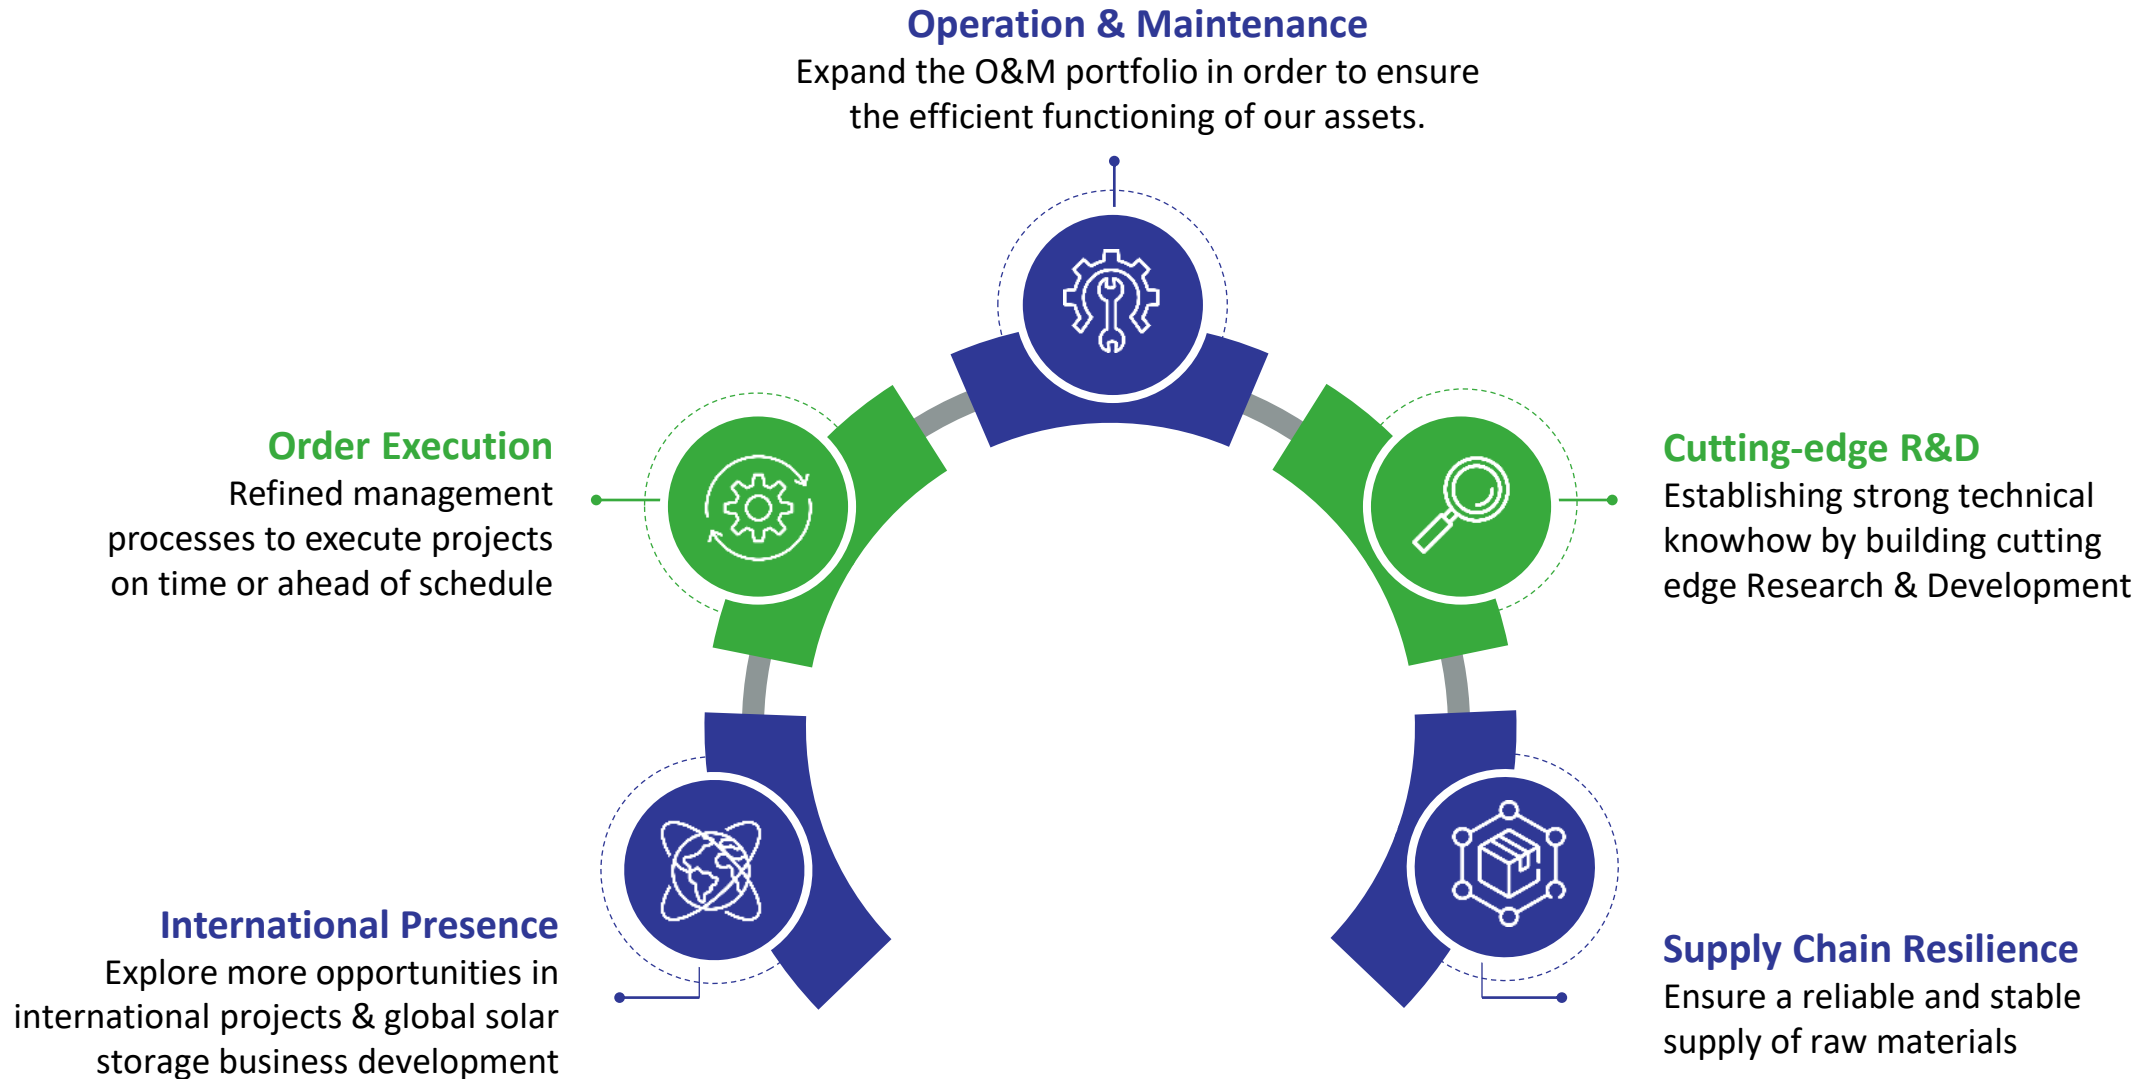 Operation & Maintenance
Expand the O&M portfolio in order to ensure
the efficient functioning of our assets.
Order Execution
Refined management
processes to execute projects
on time or ahead of schedule
Cutting-edge R&D
Establishing strong technical
knowhow by building cutting
edge Research & Development
International Presence
Explore more opportunities in
international projects & global solar
storage business development
Supply Chain Resilience
Ensure a reliable and stable
supply of raw materials